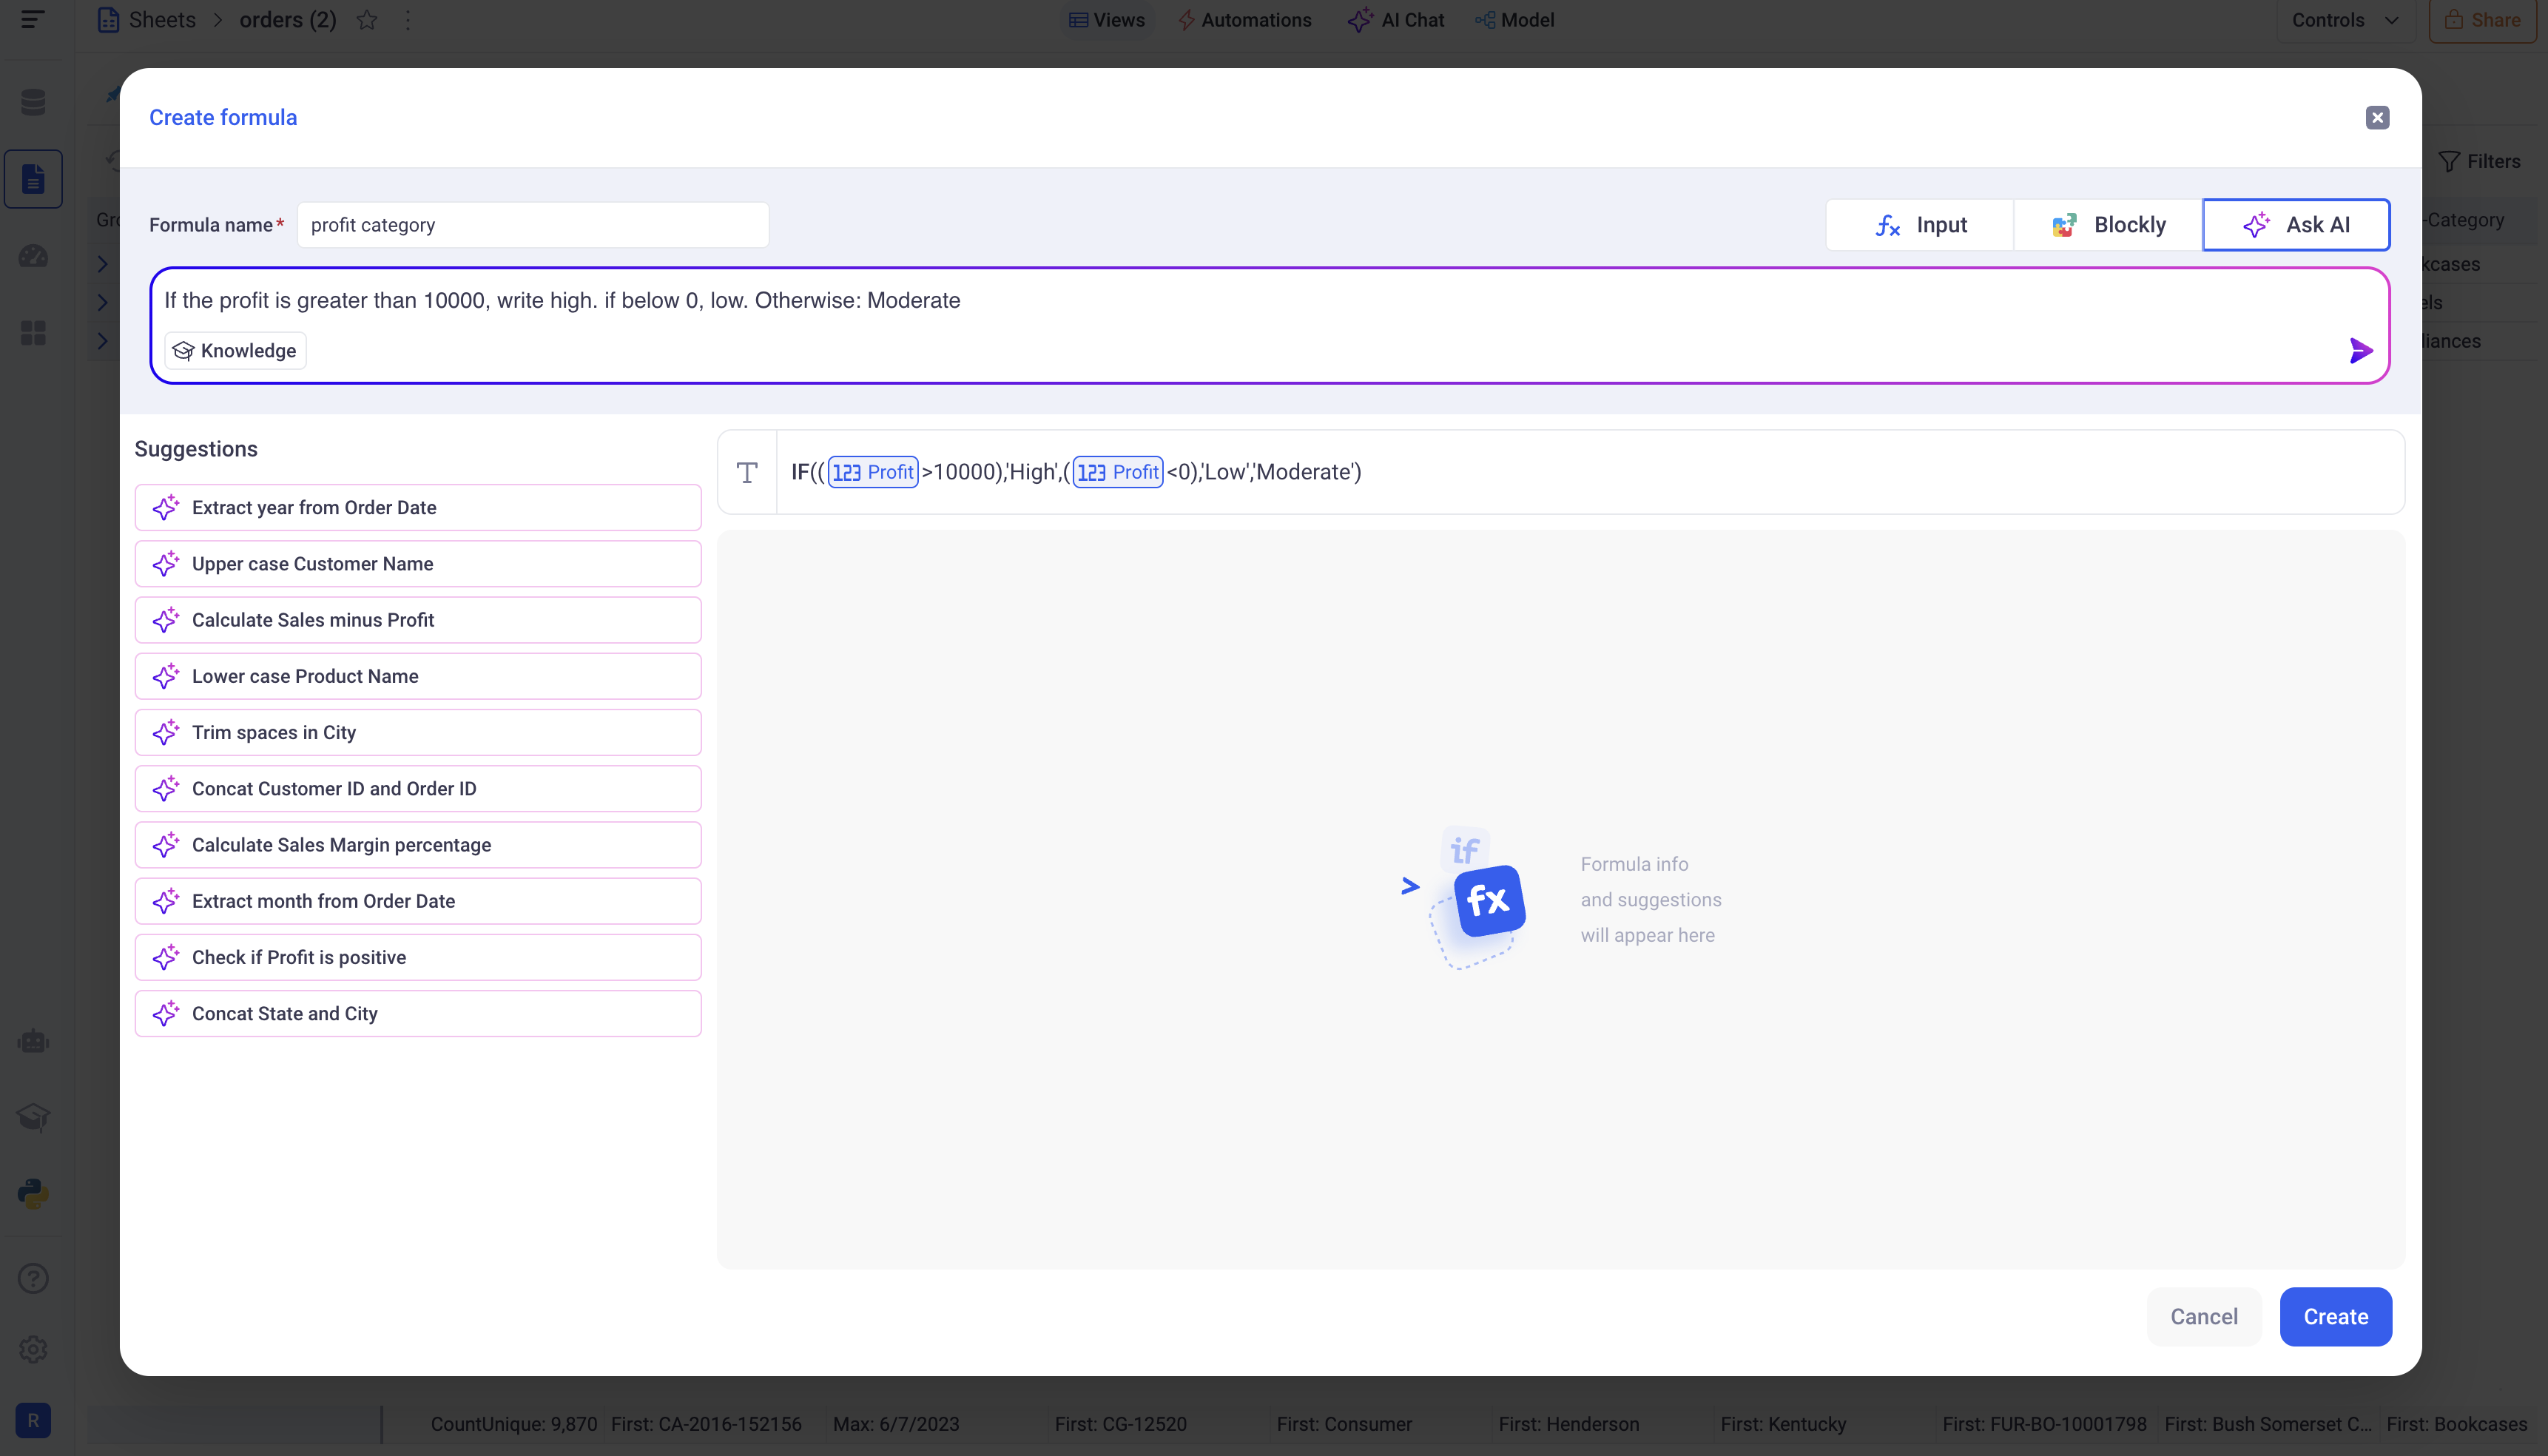 Sheets > orders (2)
Views
Automations
AI Chat
Model
Controls
Share
Create formula
Filters
Formula name*
profit category
Input
Blockly
Ask AI
-Category
If the profit is greater than 10000, write high. if below 0, low. Otherwise: Moderate
Knowledge
Suggestions
IF((123 Profit>10000),'High',(123 Profit<0),'Low','Moderate')
Extract year from Order Date
Upper case Customer Name
Calculate Sales minus Profit
Lower case Product Name
Trim spaces in City
Concat Customer ID and Order ID
Calculate Sales Margin percentage
Extract month from Order Date
Check if Profit is positive
Concat State and City
if
fx
Formula info
and suggestions
will appear here
Cancel
Create
R
CountUnique: 9,870
First: CA-2016-152156
Max: 6/7/2023
First: CG-12520
First: Consumer
First: Henderson
First: Kentucky
First: FUR-BO-10001798
First: Bush Somerset C...
First: Bookcases